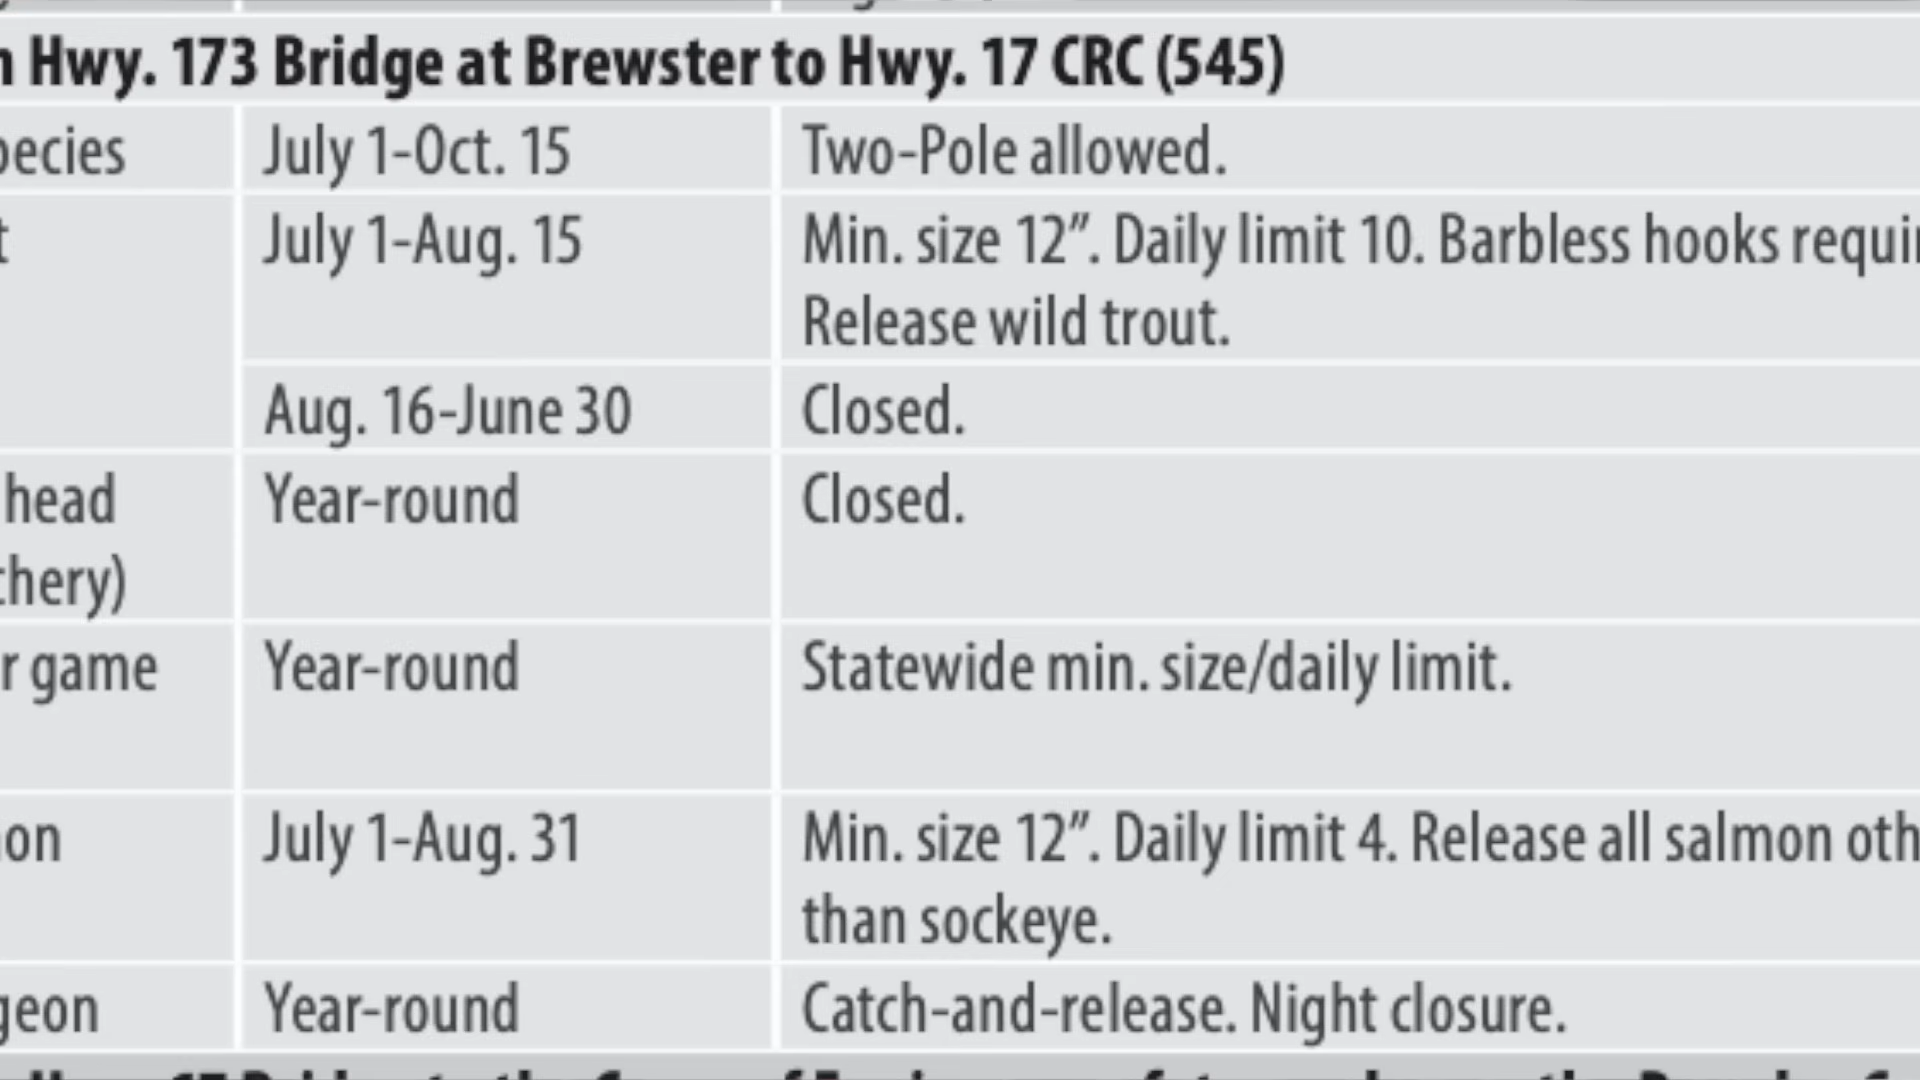 Hwy. 173 Bridge at Brewster to Hwy. 17 CRC (545)
July 1-Oct. 15 Two-Pole allowed.
July 1-Aug. 15 Min. size 12”. Daily limit 10. Barbless hooks
Release wild trout.
Aug. 16-June 30 Closed.
head Year-round Closed.
game Year-round Statewide min. size/daily limit.
July 1-Aug. 31 Min. size 12”. Daily limit 4. Release all salmon
than sockeye.
Year-round Catch-and-release. Night closure.